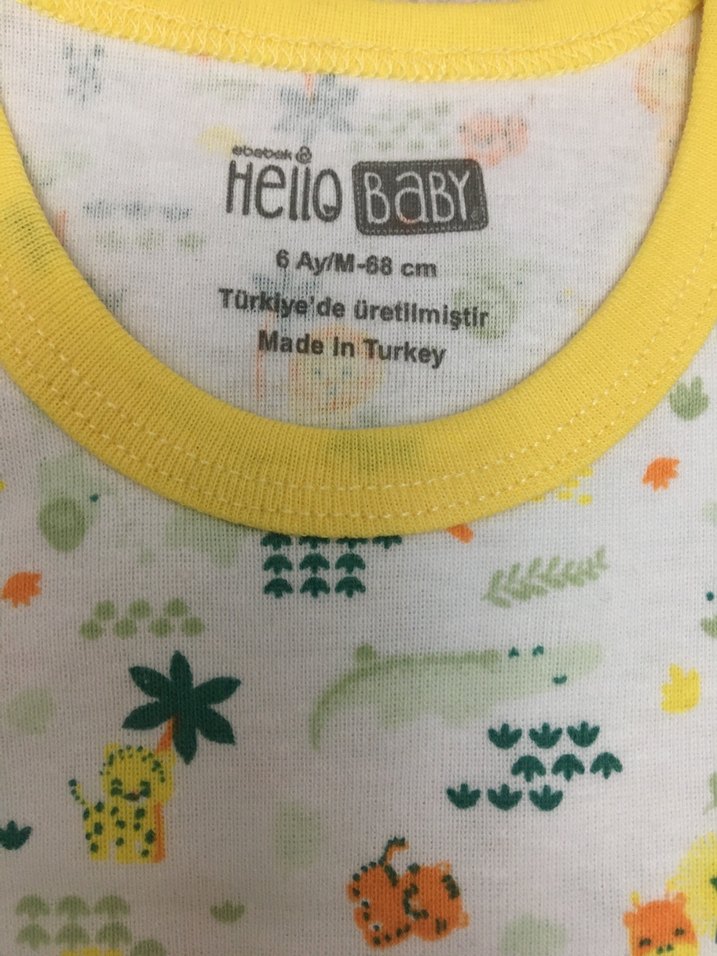 ebebek
Hello BABY
6 Ay/M-68 cm
Türkiye'de üretilmiştir
Made in Turkey